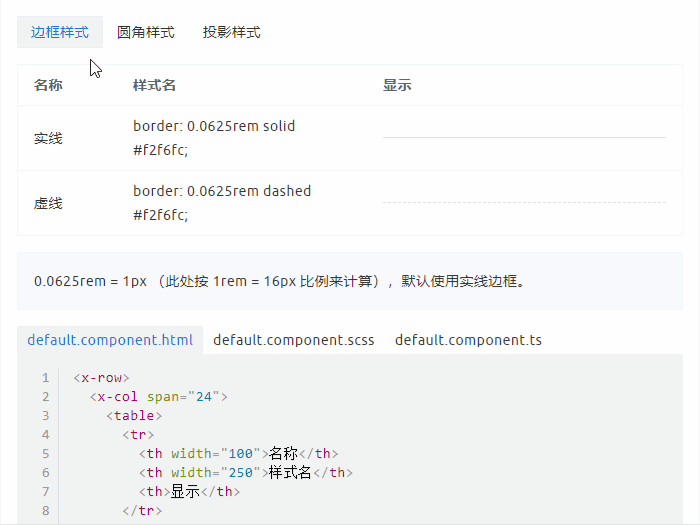 边框样式 圆角样式 投影样式
名称 样式名 显示
实线 border: 0.0625rem solid #f2f6fc;
虚线 border: 0.0625rem dashed #f2f6fc;
0.0625rem = 1px （此处按 1rem = 16px 比例来计算），默认使用实线边框。
default.component.html default.component.scss default.component.ts
1 <x-row>
2 <x-col span="24">
3 <table>
4 <tr>
5 <th width="100">名称</th>
6 <th width="250">样式名</th>
7 <th>显示</th>
8 </tr>